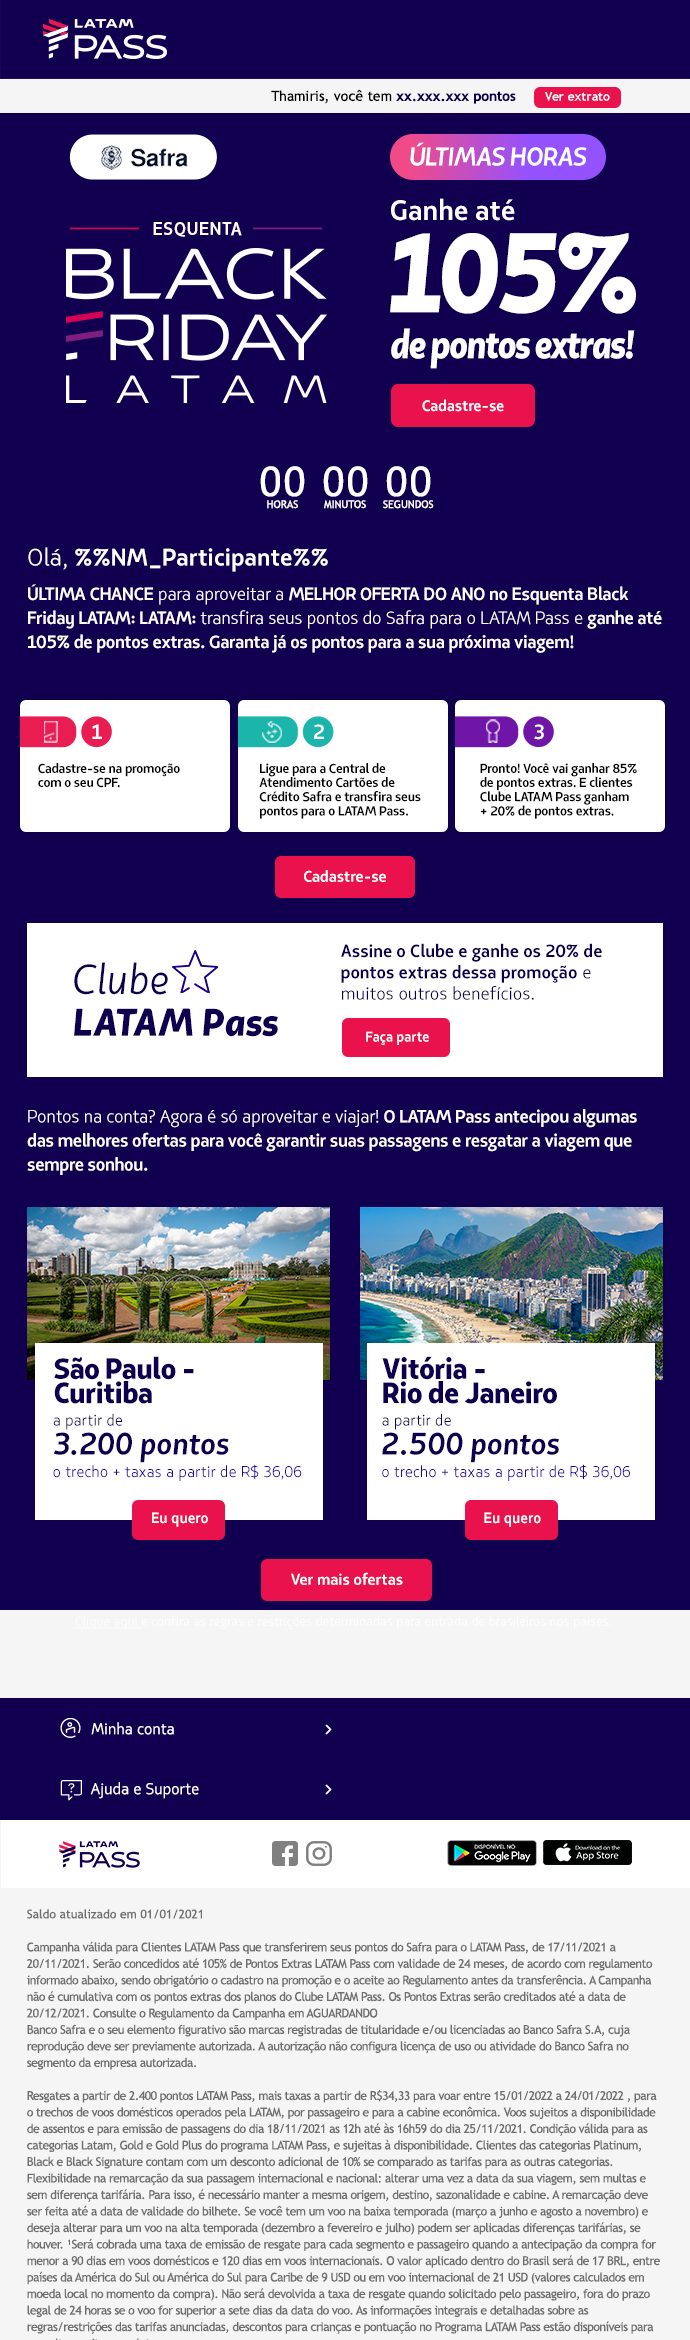 LATAM
PASS
Thamiris, você tem xx.xxx.xxx pontos
Ver extrato
Safra
ESQUENTA
BLACK
FRIDAY
LATAM
ÚLTIMAS HORAS
Ganhe até
105%
de pontos extras!
Cadastre-se
00 00 00
HORAS MINUTOS SEGUNDOS
Olá, %%NM_Participante%%
ÚLTIMA CHANCE para aproveitar a MELHOR OFERTA DO ANO no Esquenta Black
Friday LATAM: LATAM: transfira seus pontos do Safra para o LATAM Pass e ganhe até
105% de pontos extras. Garanta já os pontos para a sua próxima viagem!
1
Cadastre-se na promoção
com o seu CPF.
2
Ligue para a Central de
Atendimento Cartões de
Crédito Safra e transfira seus
pontos para o LATAM Pass.
3
Pronto! Você vai ganhar 85%
de pontos extras. E clientes
Clube LATAM Pass ganham
+ 20% de pontos extras.
Cadastre-se
Clube
LATAM Pass
Assine o Clube e ganhe os 20% de
pontos extras dessa promoção e
muitos outros benefícios.
Faça parte
Pontos na conta? Agora é só aproveitar e viajar! O LATAM Pass antecipou algumas
das melhores ofertas para você garantir suas passagens e resgatar a viagem que
sempre sonhou.
São Paulo -
Curitiba
a partir de
3.200 pontos
o trecho + taxas a partir de R$ 36,06
Eu quero
Vitória -
Rio de Janeiro
a partir de
2.500 pontos
o trecho + taxas a partir de R$ 36,06
Eu quero
Ver mais ofertas
Clique aqui e confira as regras e restrições determinadas para entrada de brasileiros nos países.
Minha conta
Ajuda e Suporte
LATAM
PASS
DISPONÍVEL NO
Google Play
Download on the
App Store
Saldo atualizado em 01/01/2021
Campanha válida para Clientes LATAM Pass que transferirem seus pontos do Safra para o LATAM Pass, de 17/11/2021 a
20/11/2021. Serão concedidos até 105% de Pontos Extras LATAM Pass com validade de 24 meses, de acordo com regulamento
informado abaixo, sendo obrigatório o cadastro na promoção e o aceite ao Regulamento antes da transferência. A Campanha
não é cumulativa com os pontos extras dos planos do Clube LATAM Pass. Os Pontos Extras serão creditados até a data de
20/12/2021. Consulte o Regulamento da Campanha em AGUARDANDO
Banco Safra e o seu elemento figurativo são marcas registradas de titularidade e/ou licenciadas ao Banco Safra S.A, cuja
reprodução deve ser previamente autorizada. A autorização não configura licença de uso ou atividade do Banco Safra no
segmento da empresa autorizada.
Resgates a partir de 2.400 pontos LATAM Pass, mais taxas a partir de R$34,33 para voar entre 15/01/2022 a 24/01/2022 , para
o trechos de voos domésticos operados pela LATAM, por passageiro e para a cabine econômica. Voos sujeitos a disponibilidade
de assentos e para emissão de passagens do dia 18/11/2021 as 12h até às 16h59 do dia 25/11/2021. Condição válida para as
categorias Latam, Gold e Gold Plus do programa LATAM Pass, e sujeitas à disponibilidade. Clientes das categorias Platinum,
Black e Black Signature contam com um desconto adicional de 10% se comparado as tarifas para as outras categorias.
Flexibilidade na remarcação da sua passagem internacional e nacional: alterar uma vez a data da sua viagem, sem multas e
sem diferença tarifária. Para isso, é necessário manter a mesma origem, destino, sazonalidade e cabine. A remarcação deve
ser feita até a data de validade do bilhete. Se você tem um voo na baixa temporada (março a junho e agosto a novembro) e
deseja alterar para um voo na alta temporada (dezembro a fevereiro e julho) podem ser aplicadas diferenças tarifárias, se
houver. ¹Será cobrada uma taxa de emissão de resgate para cada segmento e passageiro quando a antecipação da compra for
menor a 90 dias em voos domésticos e 120 dias em voos internacionais. O valor aplicado dentro do Brasil será de 17 BRL, entre
países da América do Sul ou América do Sul para Caribe de 9 USD ou em voo internacional de 21 USD (valores calculados em
moeda local no momento da compra). Não será devolvida a taxa de resgate quando solicitado pelo passageiro, fora do prazo
legal de 24 horas se o voo for superior a sete dias da data do voo. As informações integrais e detalhadas sobre as
regras/restrições das tarifas anunciadas, descontos para crianças e pontuação no Programa LATAM Pass estão disponíveis para